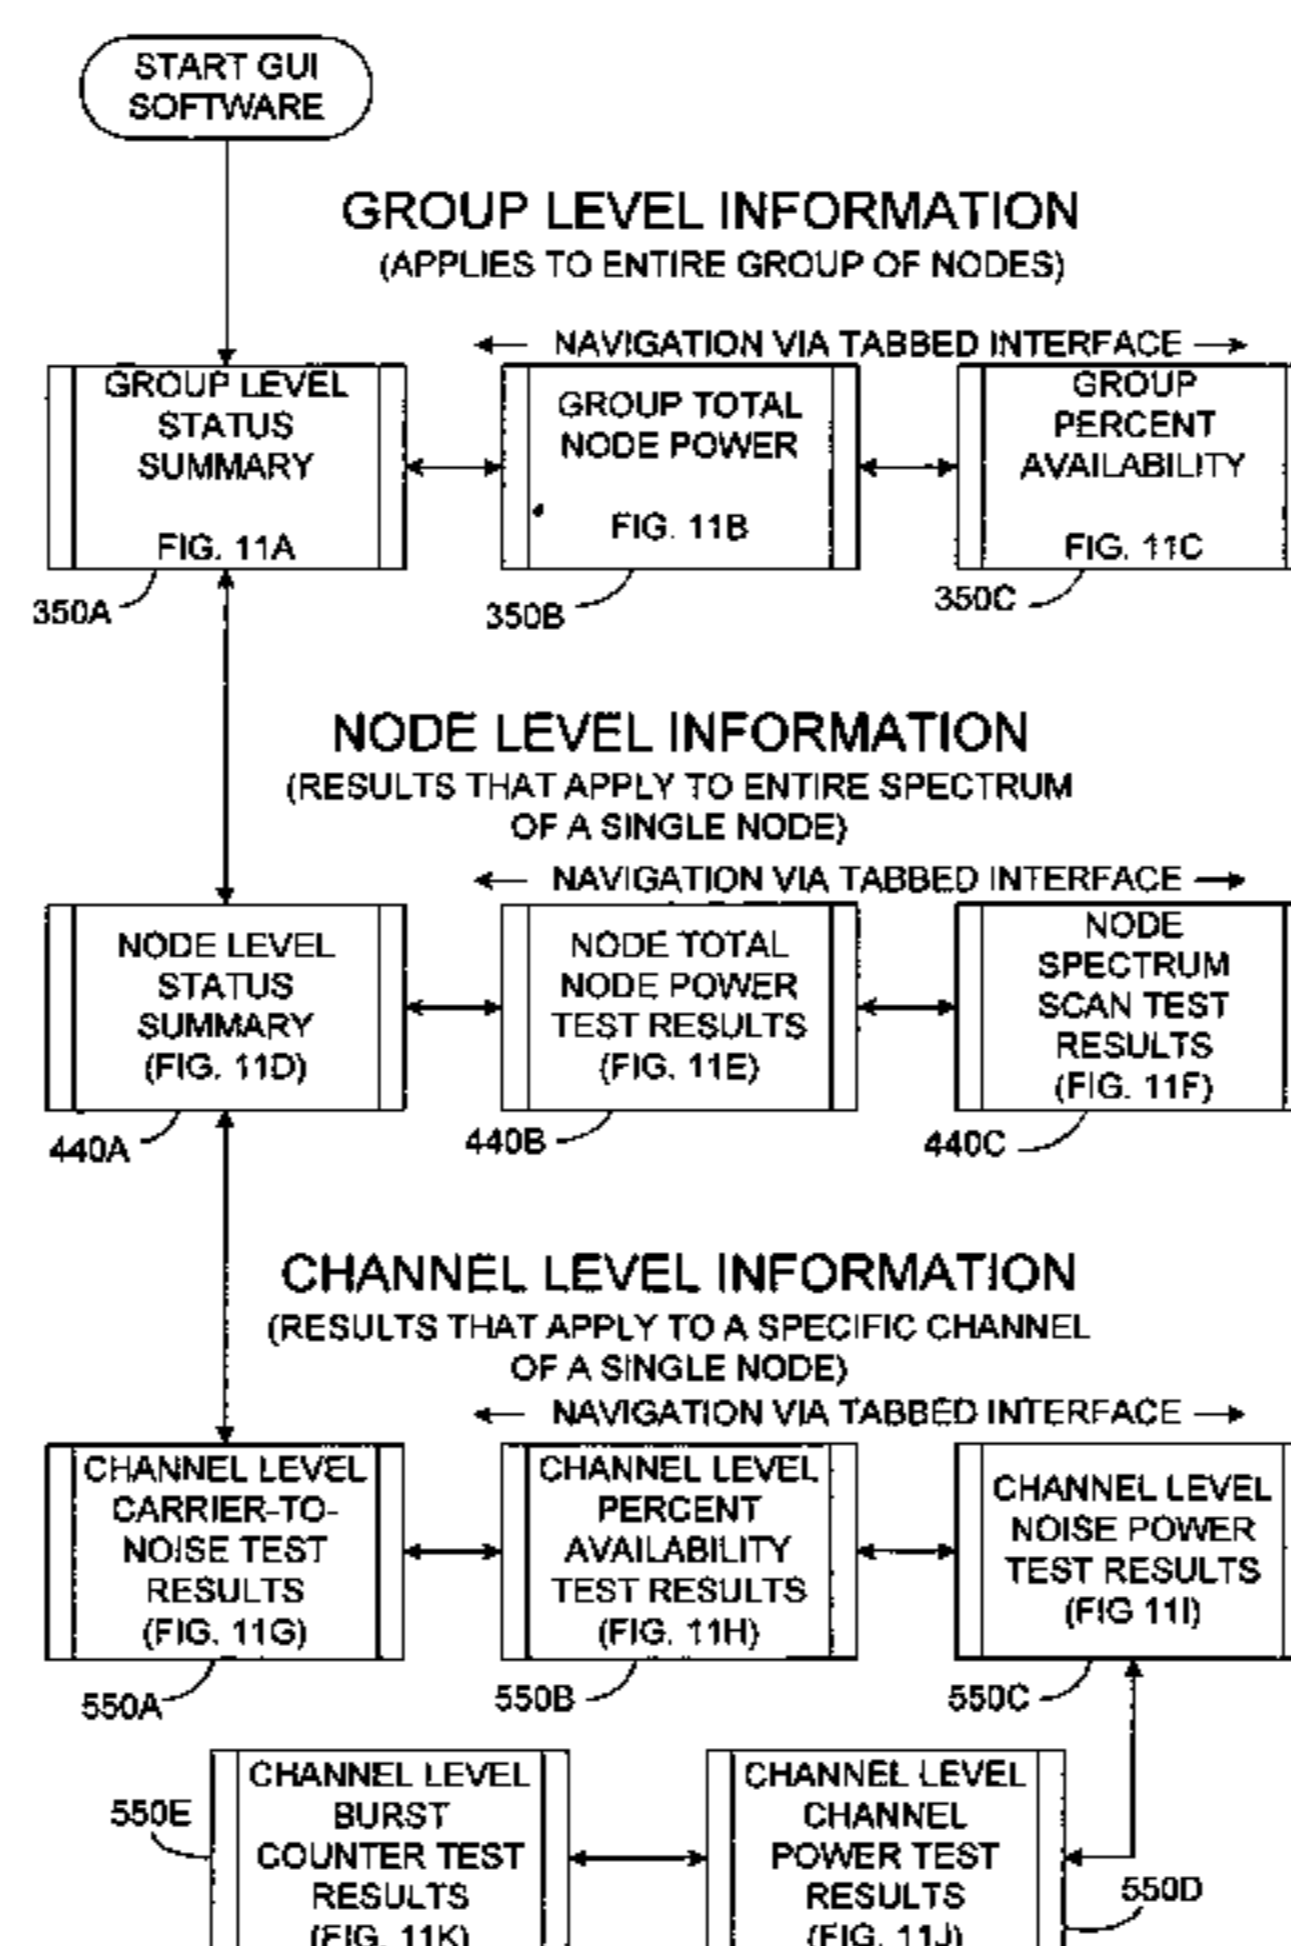 START GUI
SOFTWARE
GROUP LEVEL INFORMATION
(APPLIES TO ENTIRE GROUP OF NODES)
NAVIGATION VIA TABBED INTERFACE
GROUP LEVEL
STATUS
SUMMARY
FIG. 11A
350A
GROUP TOTAL
NODE POWER
FIG. 11B
350B
GROUP
PERCENT
AVAILABILITY
FIG. 11C
350C
NODE LEVEL INFORMATION
(RESULTS THAT APPLY TO ENTIRE SPECTRUM
OF A SINGLE NODE)
NAVIGATION VIA TABBED INTERFACE
NODE LEVEL
STATUS
SUMMARY
(FIG. 11D)
440A
NODE TOTAL
NODE POWER
TEST RESULTS
(FIG. 11E)
440B
NODE
SPECTRUM
SCAN TEST
RESULTS
(FIG. 11F)
440C
CHANNEL LEVEL INFORMATION
(RESULTS THAT APPLY TO A SPECIFIC CHANNEL
OF A SINGLE NODE)
NAVIGATION VIA TABBED INTERFACE
CHANNEL LEVEL
CARRIER-TO-
NOISE TEST
RESULTS
(FIG. 11G)
550A
CHANNEL LEVEL
PERCENT
AVAILABILITY
TEST RESULTS
(FIG. 11H)
550B
CHANNEL LEVEL
NOISE POWER
TEST RESULTS
(FIG 11I)
550C
550E
CHANNEL LEVEL
BURST
COUNTER TEST
RESULTS
(FIG. 11K)
CHANNEL LEVEL
CHANNEL
POWER TEST
RESULTS
(FIG. 11J)
550D